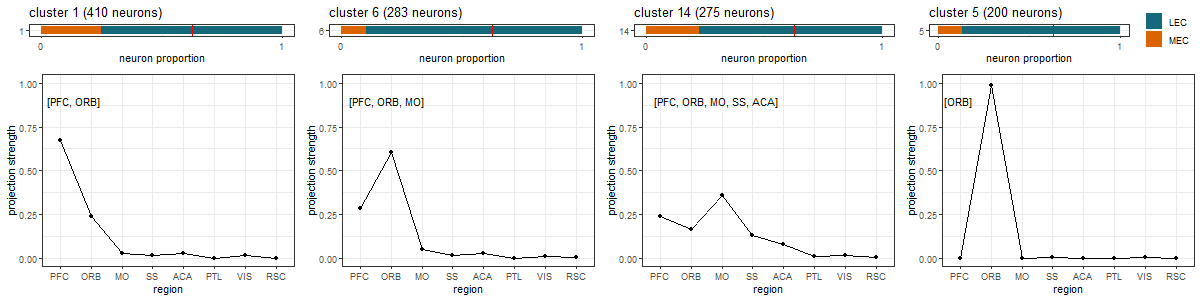 cluster 1 (410 neurons)
1
0
1
neuron proportion
1.00
0.75
0.50
0.25
0.00
projection strength
[PFC, ORB]
PFC ORB MO SS ACA PTL VIS RSC
region
cluster 6 (283 neurons)
6
0
1
neuron proportion
1.00
0.75
0.50
0.25
0.00
projection strength
[PFC, ORB, MO]
PFC ORB MO SS ACA PTL VIS RSC
region
cluster 14 (275 neurons)
14
0
1
neuron proportion
1.00
0.75
0.50
0.25
0.00
projection strength
[PFC, ORB, MO, SS, ACA]
PFC ORB MO SS ACA PTL VIS RSC
region
cluster 5 (200 neurons)
5
0
1
neuron proportion
1.00
0.75
0.50
0.25
0.00
projection strength
[ORB]
PFC ORB MO SS ACA PTL VIS RSC
region
LEC
MEC